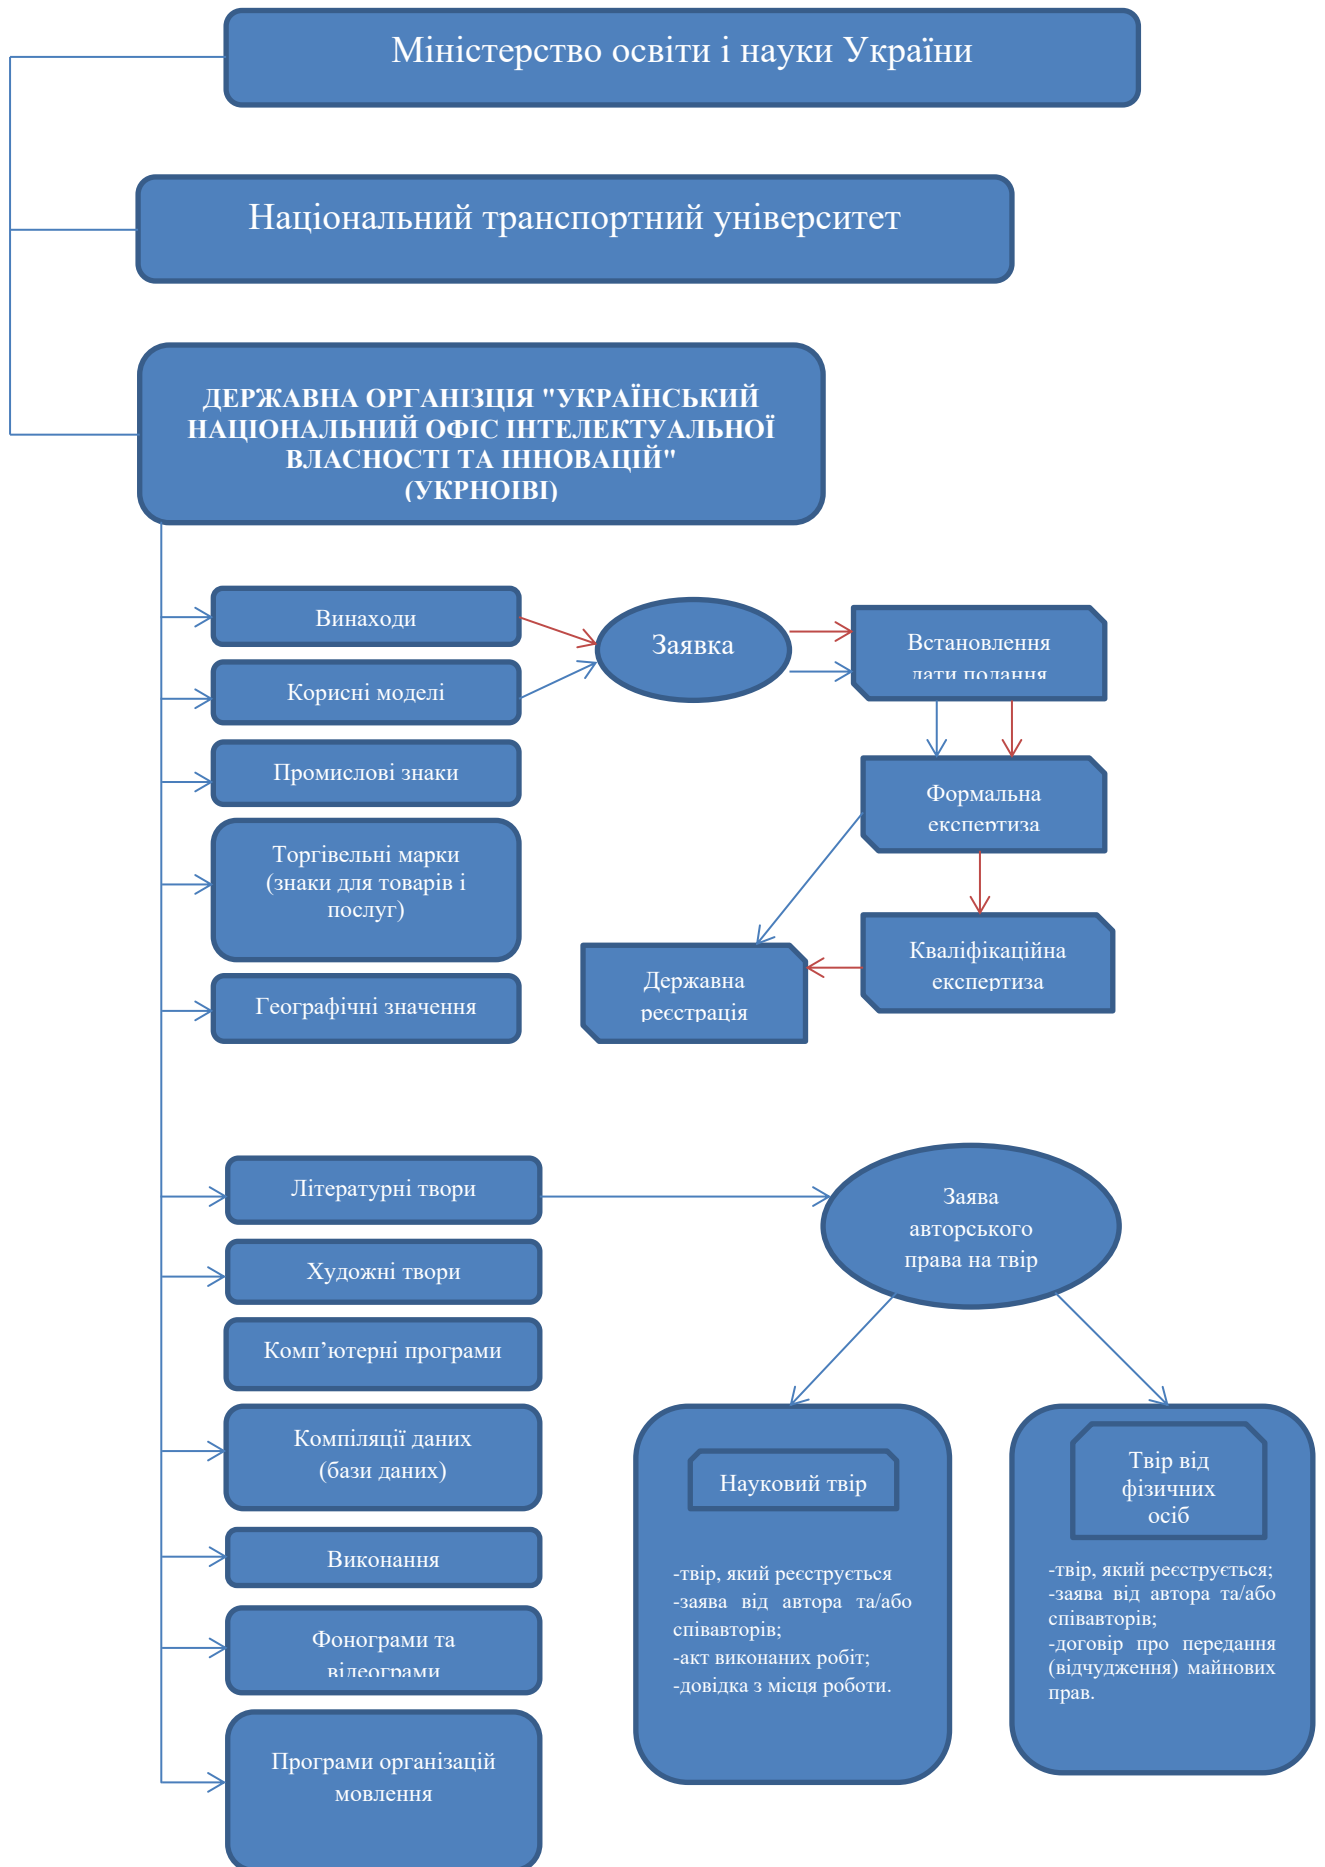 Міністерство освіти і науки України
Національний транспортний університет
ДЕРЖАВНА ОРГАНІЗЦІЯ "УКРАЇНСЬКИЙ
НАЦІОНАЛЬНИЙ ОФІС ІНТЕЛЕКТУАЛЬНОЇ
ВЛАСНОСТІ ТА ІННОВАЦІЙ"
(УКРНОІВІ)
Винаходи
Корисні моделі
Промислові знаки
Торгівельні марки
(знаки для товарів і
послуг)
Географічні значення
Заявка
Встановлення
дати подання
Формальна
експертиза
Кваліфікаційна
експертиза
Державна
реєстрація
Літературні твори
Художні твори
Комп’ютерні програми
Компіляції даних
(бази даних)
Виконання
Фонограми та
відеограми
Програми організацій
мовлення
Заява
авторського
права на твір
Науковий твір
-твір, який реєструється
-заява від автора та/або
співавторів;
-акт виконаних робіт;
-довідка з місця роботи.
Твір від
фізичних
осіб
-твір, який реєструється;
-заява від автора та/або
співавторів;
-договір про передання
(відчудження) майнових
прав.